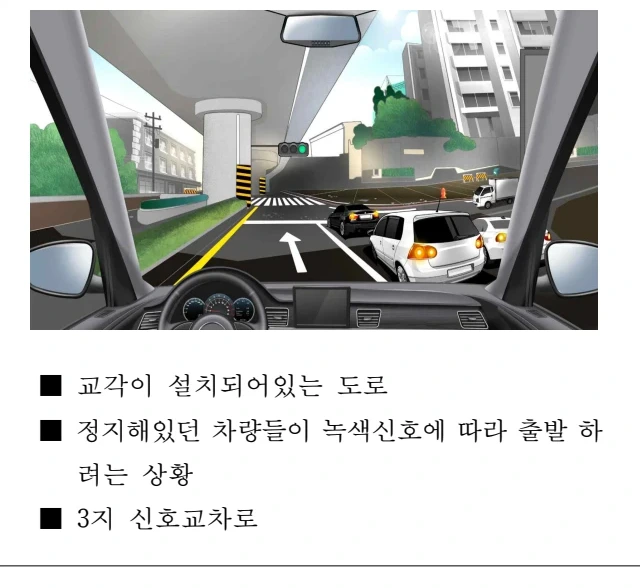 ■ 교각이 설치되어있는 도로
■ 정지해있던 차량들이 녹색신호에 따라 출발 하
려는 상황
■ 3지 신호교차로